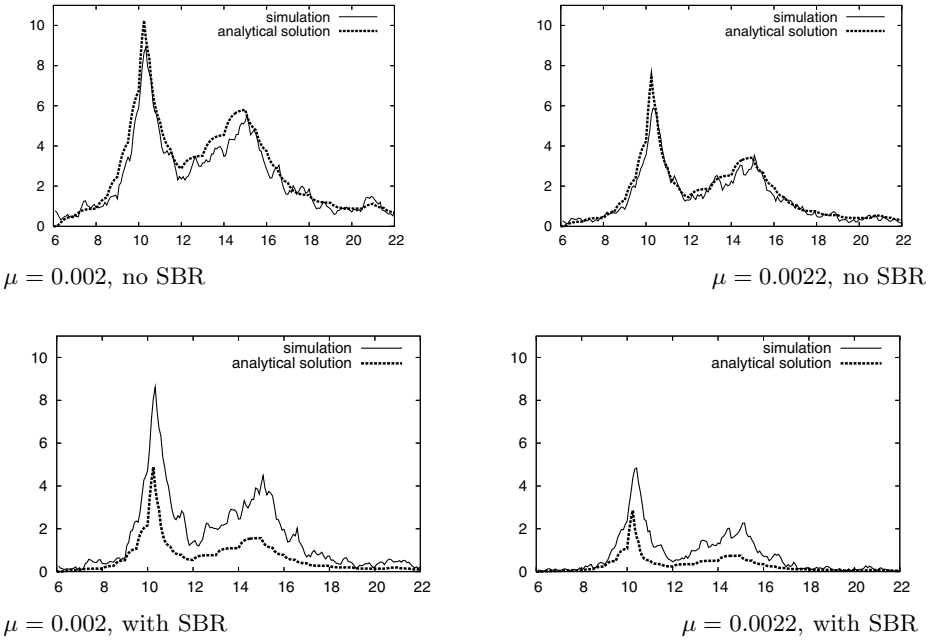 simulation
analytical solution
10
8
6
4
2
0
6 8 10 12 14 16 18 20 22
μ = 0.002, no SBR
simulation
analytical solution
10
8
6
4
2
0
6 8 10 12 14 16 18 20 22
μ = 0.0022, no SBR
simulation
analytical solution
10
8
6
4
2
0
6 8 10 12 14 16 18 20 22
μ = 0.002, with SBR
simulation
analytical solution
10
8
6
4
2
0
6 8 10 12 14 16 18 20 22
μ = 0.0022, with SBR